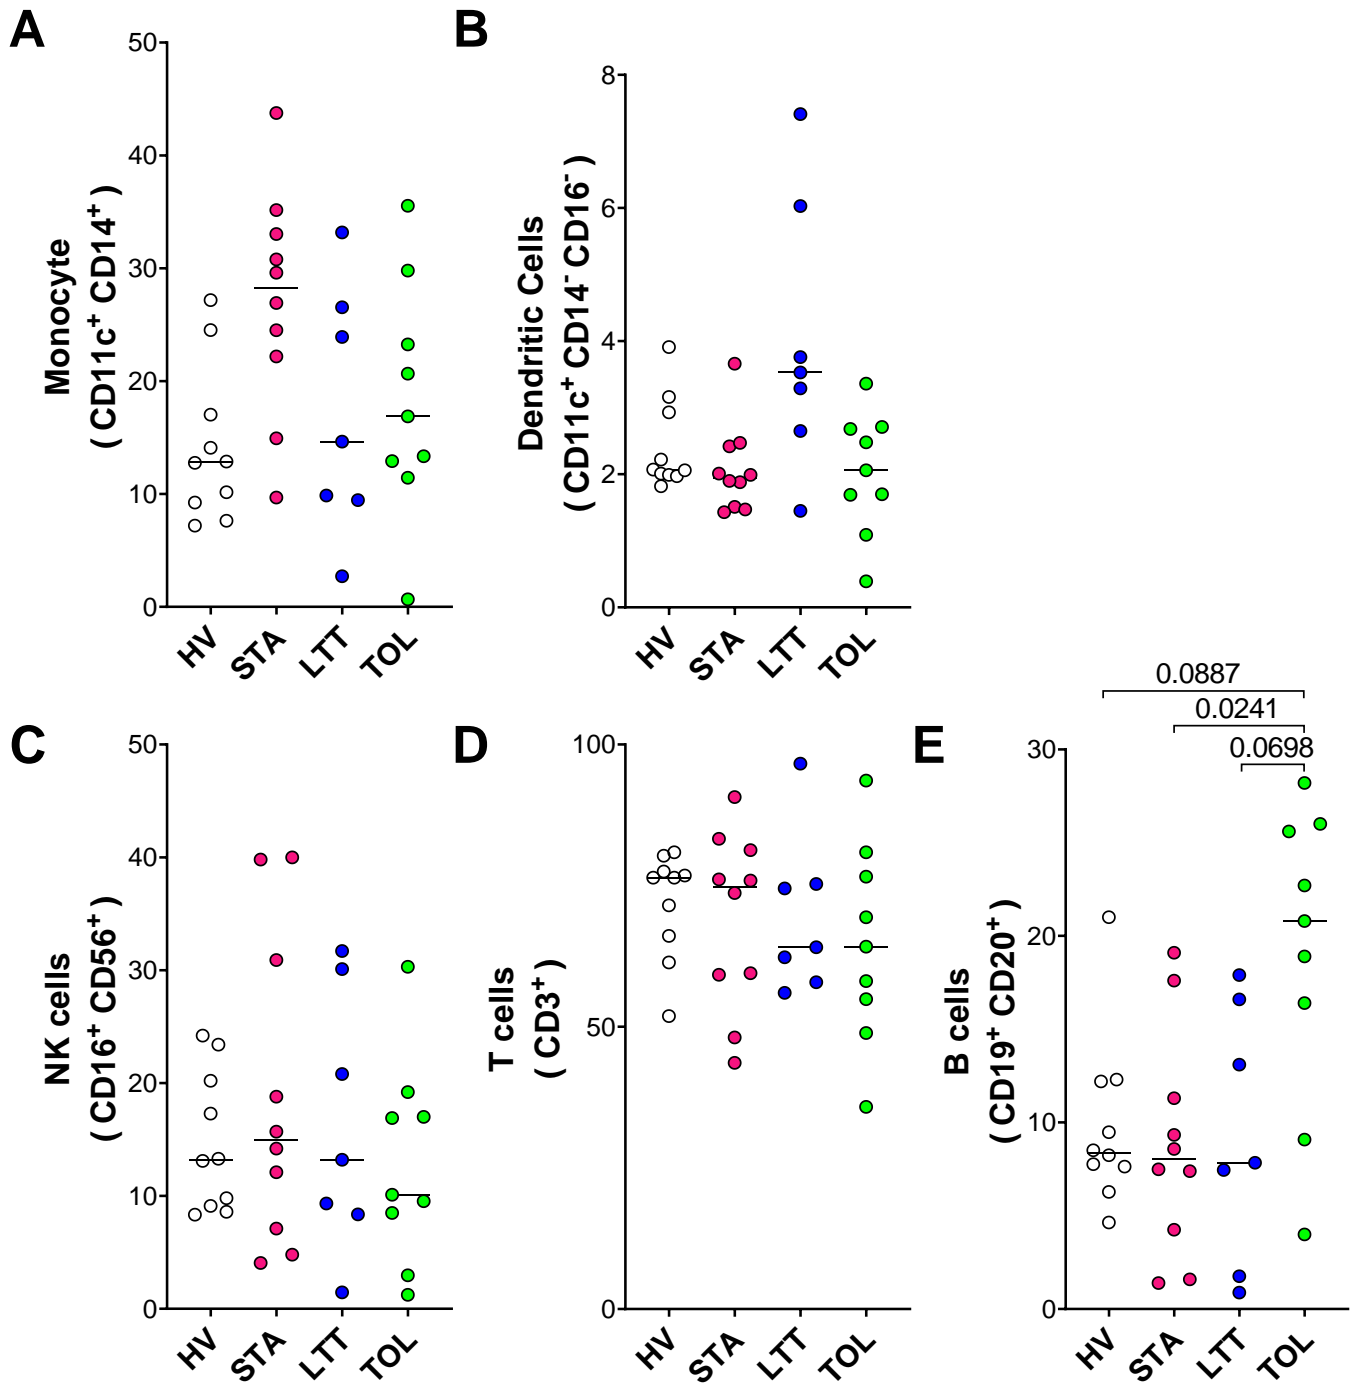 A
50
40
30
20
10
0
Monocyte
( CD11c+ CD14+ )
HV
STA
LTT
TOL
B
8
6
4
2
0
Dendritic Cells
( CD11c+ CD14- CD16- )
HV
STA
LTT
TOL
C
50
40
30
20
10
0
NK cells
( CD16+ CD56+ )
HV
STA
LTT
TOL
D
100
50
0
T cells
( CD3+ )
HV
STA
LTT
TOL
E
0.0887
0.0241
0.0698
30
20
10
0
B cells
( CD19+ CD20+ )
HV
STA
LTT
TOL